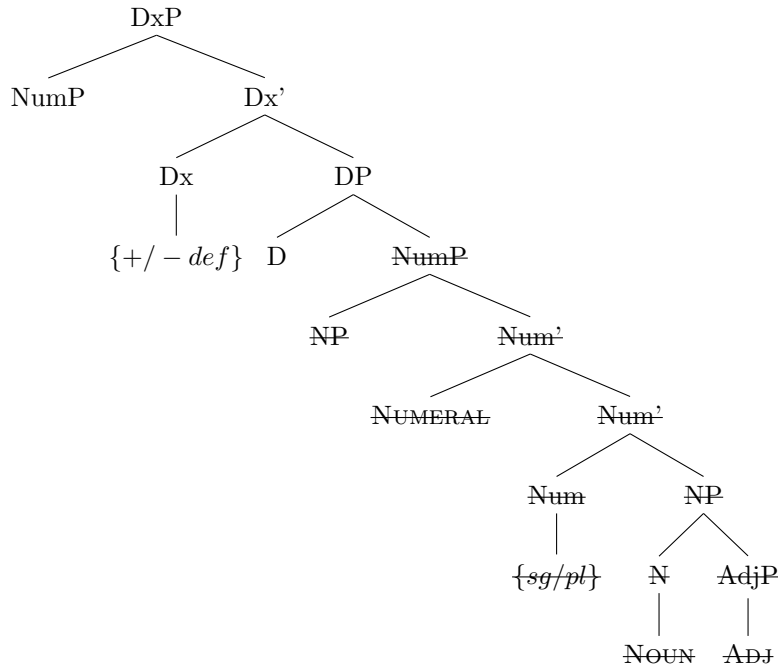 DxP
NumP Dx'
Dx DP
{+/ − def} D NumP
NP Num'
NUMERAL Num'
Num NP
{sg/pl} N AdjP
NOUN ADJ